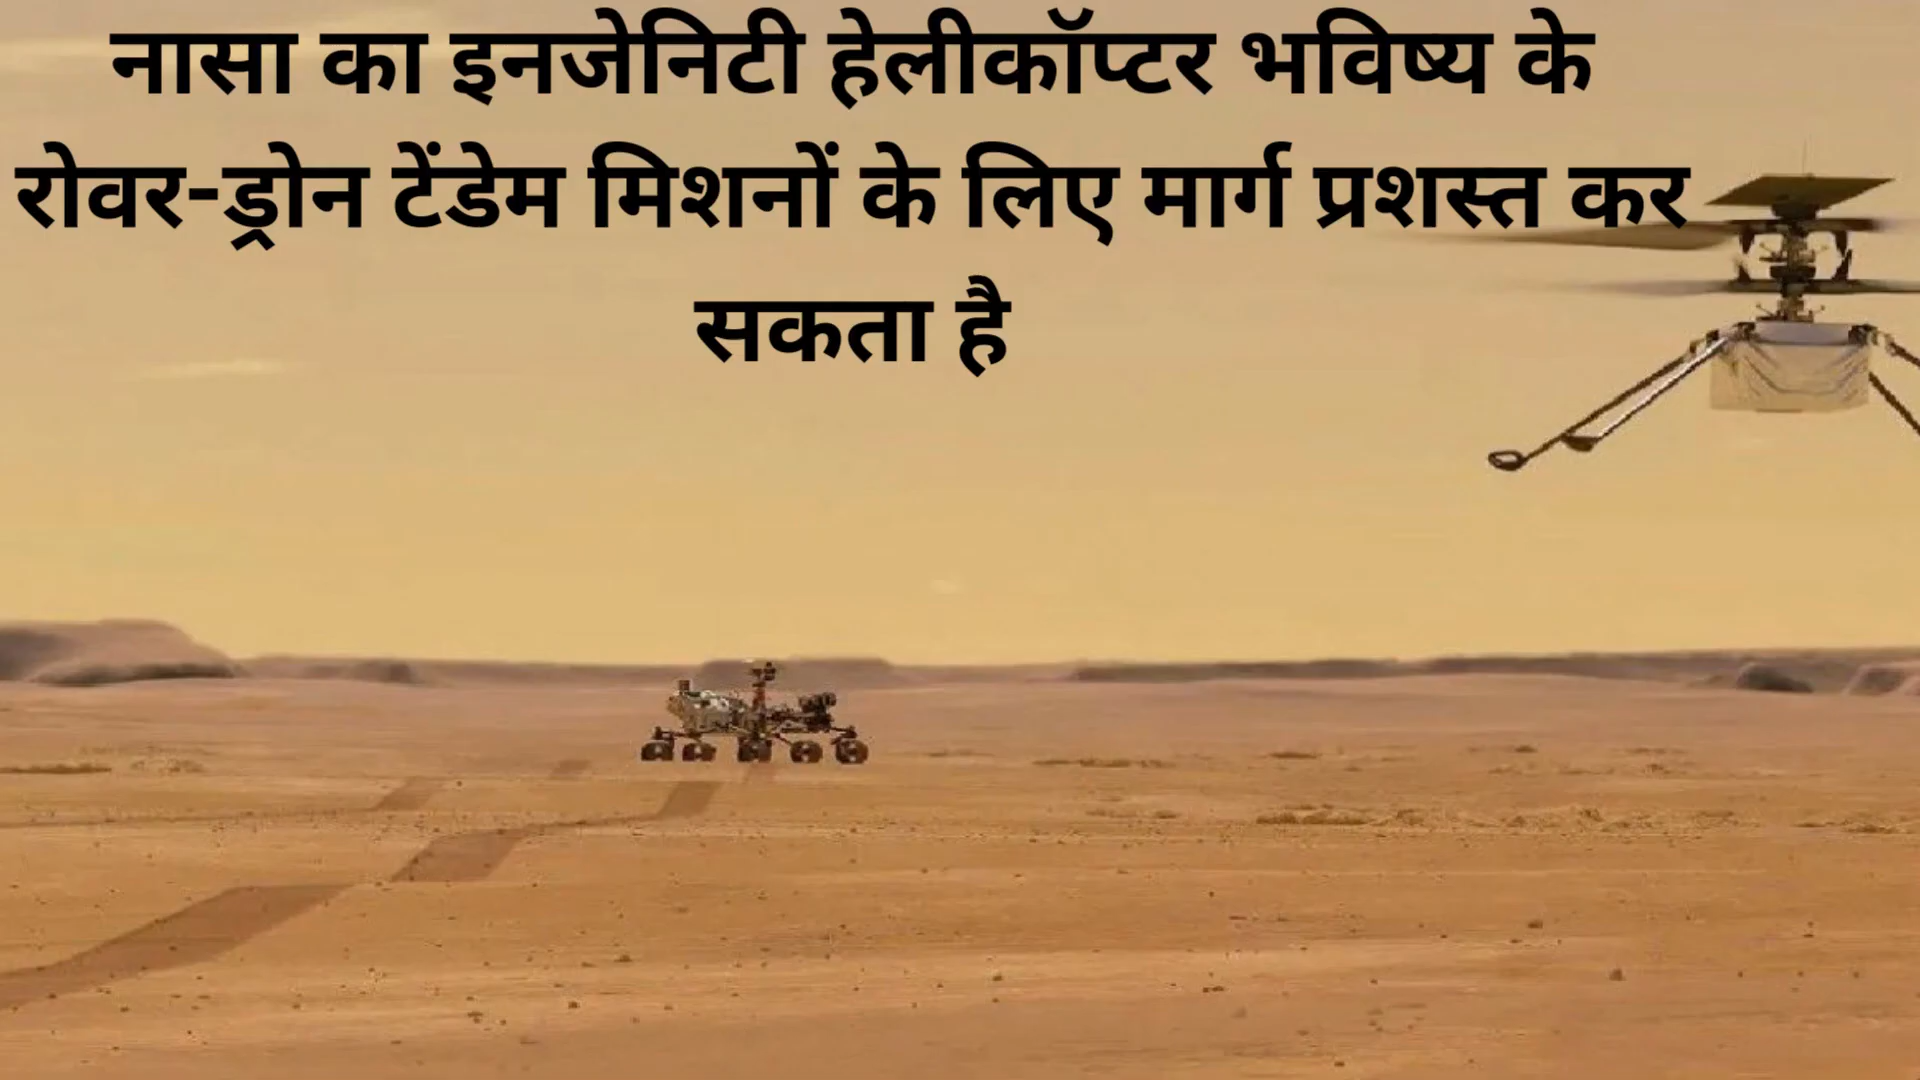 नासा का इनजेनिटी हेलीकॉप्टर भविष्य के
रोवर-ड्रोन टेंडेम मिशनों के लिए मार्ग प्रशस्त कर
सकता है